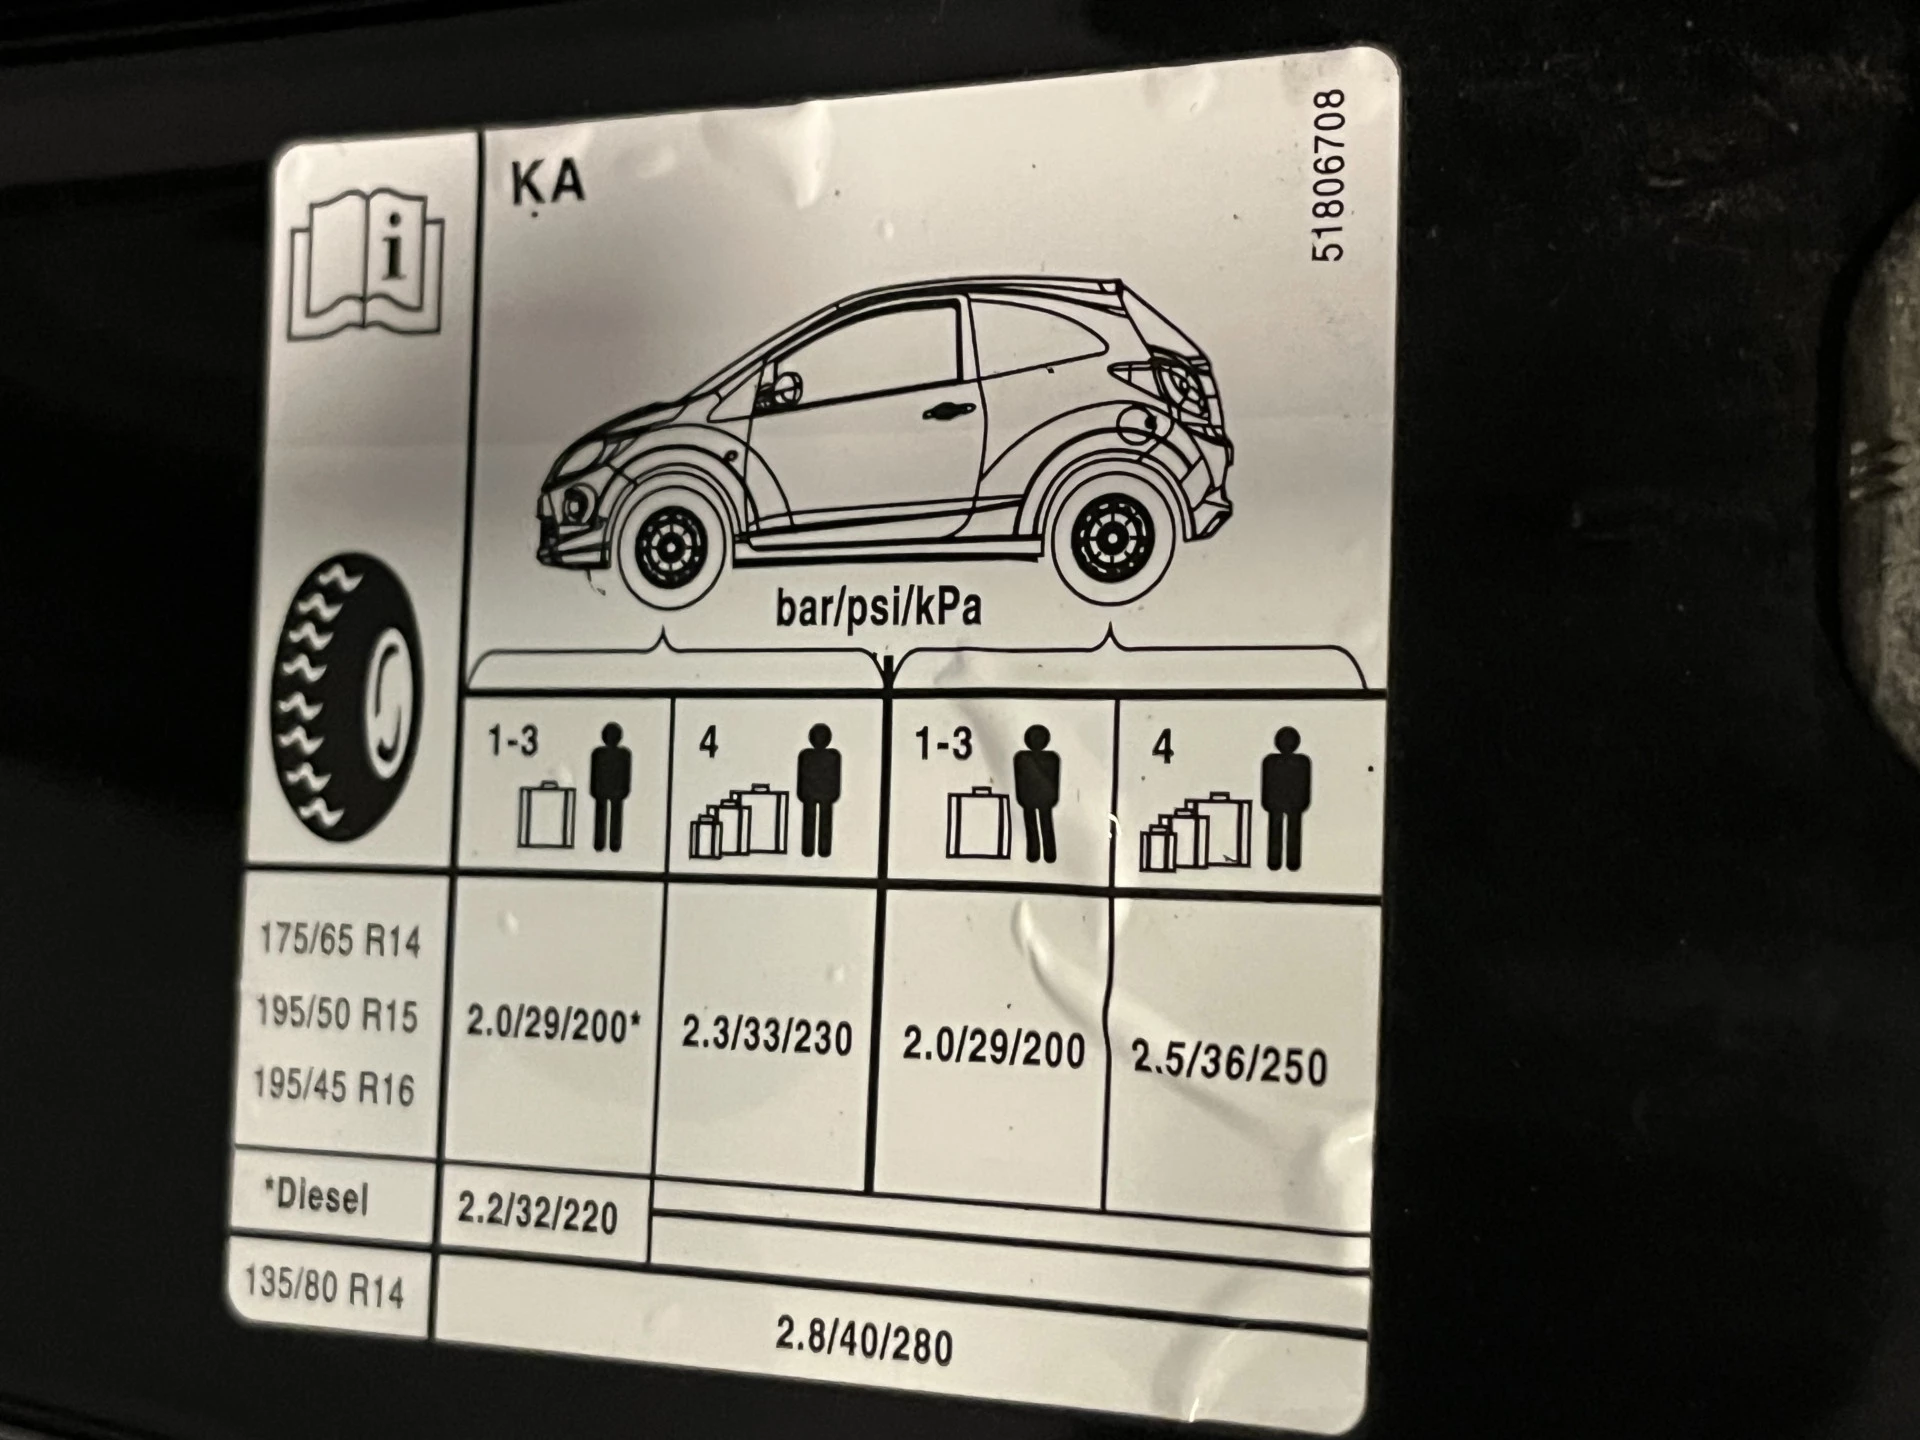 KA
51806708
i
bar/psi/kPa
1-3 4 1-3 4
175/65 R14
195/50 R15
195/45 R16
2.0/29/200* 2.3/33/230 2.0/29/200 2.5/36/250
*Diesel 2.2/32/220
135/80 R14 2.8/40/280